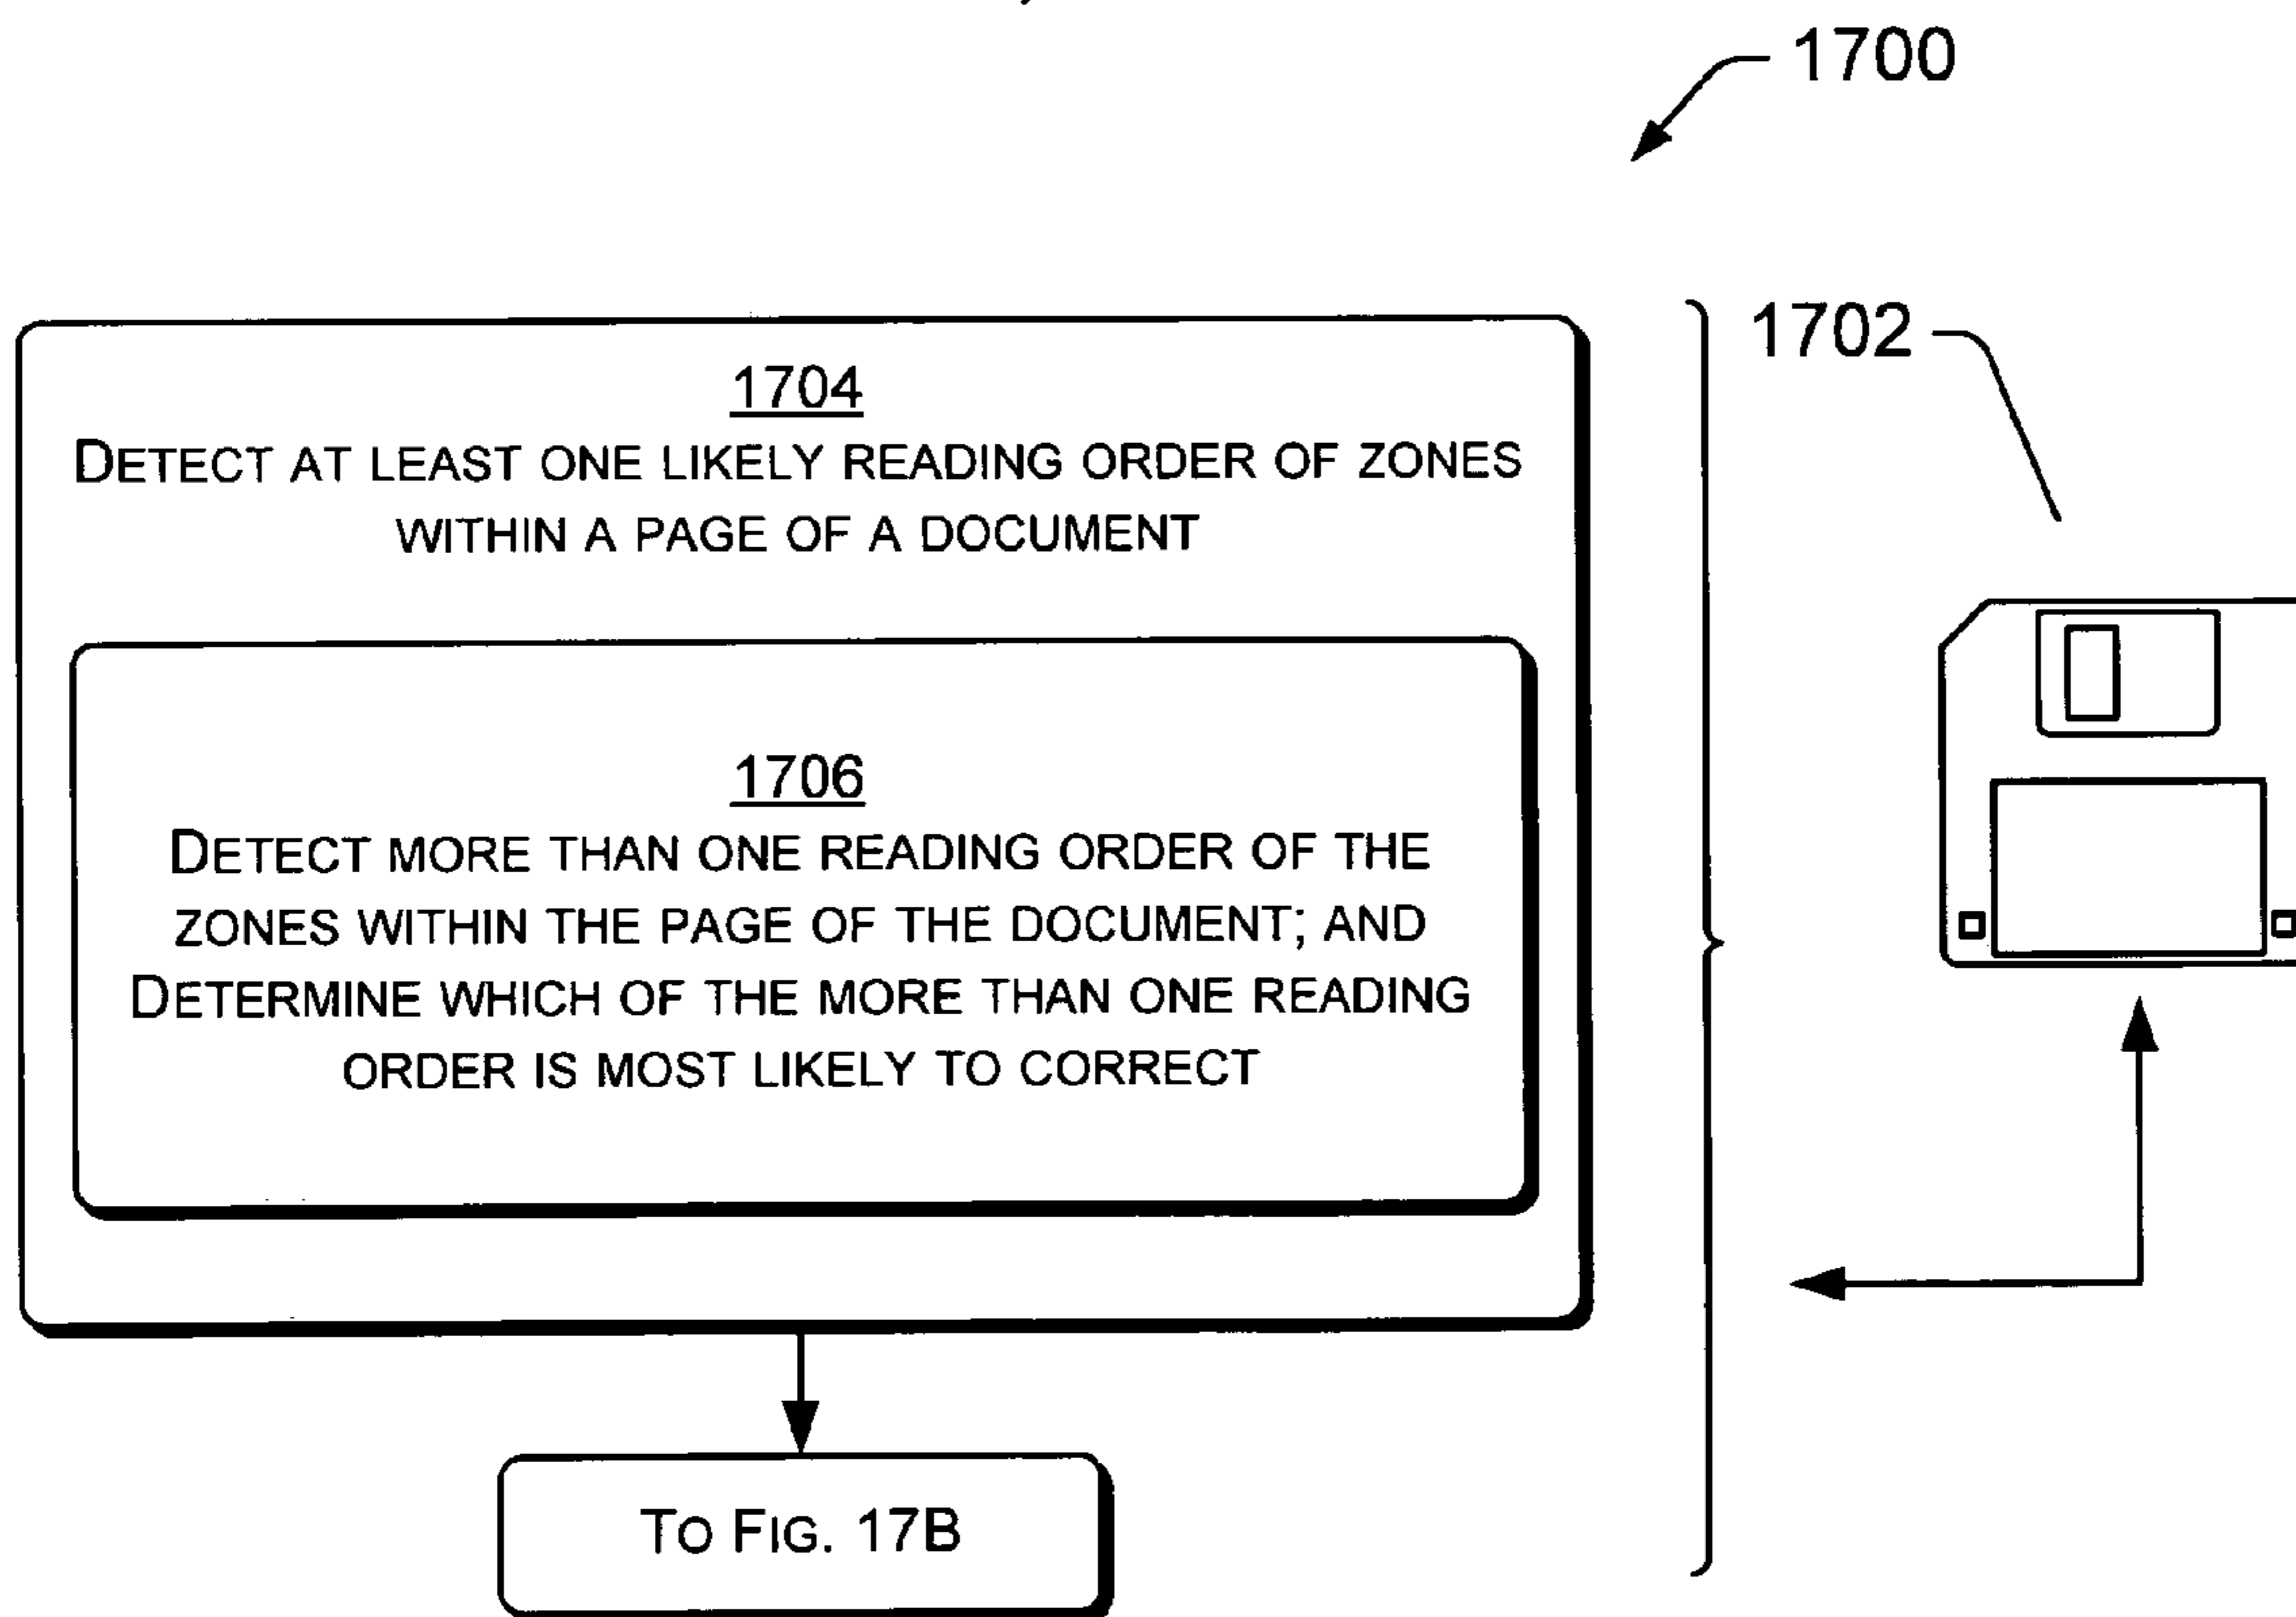 1700
1702
1704
DETECT AT LEAST ONE LIKELY READING ORDER OF ZONES
WITHIN A PAGE OF A DOCUMENT
1706
DETECT MORE THAN ONE READING ORDER OF THE
ZONES WITHIN THE PAGE OF THE DOCUMENT; AND
DETERMINE WHICH OF THE MORE THAN ONE READING
ORDER IS MOST LIKELY TO CORRECT
TO FIG. 17B